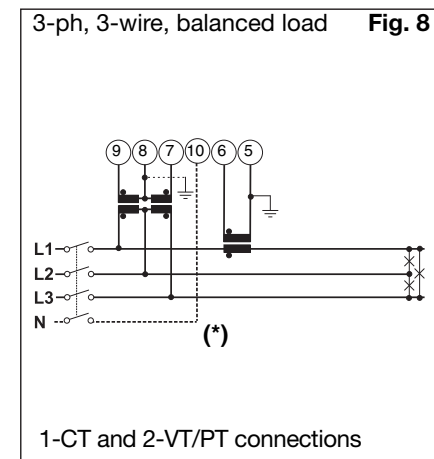 3-ph, 3-wire, balanced load Fig. 8
9 8 7 10 6 5
L1
L2
L3
N
(*)
1-CT and 2-VT/PT connections